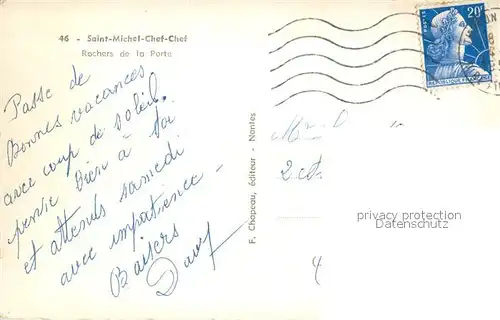 46 - Saint-Michel-Chef-Chef
Rochers de la Porte
Passe de
Bonnes vacances
avec coup de soleil.
pense bien à toi
et attends samedi
avec impatience -
Baisers
F. Chapeau, éditeur - Nantes
20F
privacy protection
Datenschutz